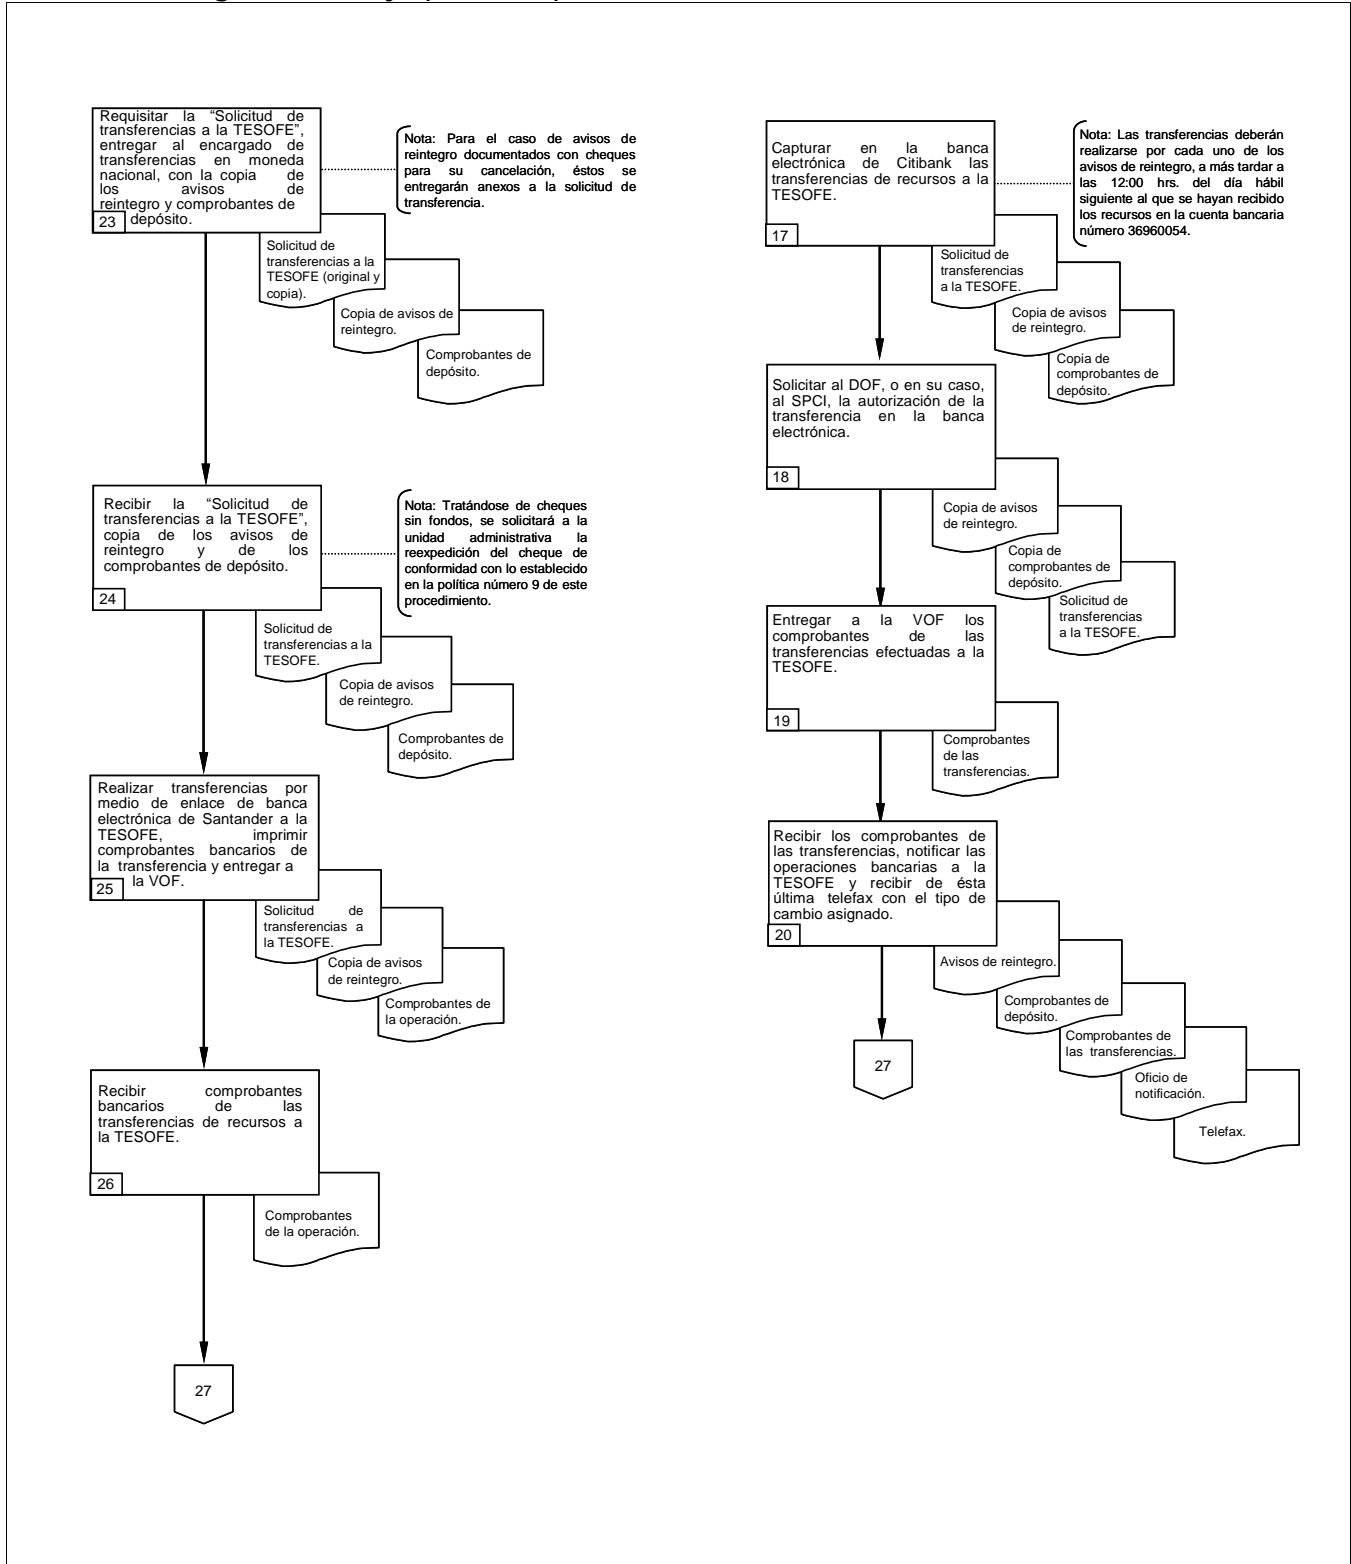 Requisitar la “Solicitud de
transferencias a la TESOFE”,
entregar al encargado de
transferencias en moneda
nacional, con la copia de
los avisos de
reintegro y comprobantes de
depósito.
23
Nota: Para el caso de avisos de
reintegro documentados con cheques
para su cancelación, éstos se
entregarán anexos a la solicitud de
transferencia.
Solicitud de
transferencias a la
TESOFE (original y
copia).
Copia de avisos de
reintegro.
Comprobantes de
depósito.
Recibir la “Solicitud de
transferencias a la TESOFE”,
copia de los avisos de
reintegro y de los
comprobantes de depósito.
24
Nota: Tratándose de cheques
sin fondos, se solicitará a la
unidad administrativa la
reexpedición del cheque de
conformidad con lo establecido
en la política número 9 de este
procedimiento.
Solicitud de
transferencias a la
TESOFE.
Copia de avisos
de reintegro.
Comprobantes de
depósito.
Realizar transferencias por
medio de enlace de banca
electrónica de Santander a la
TESOFE, imprimir
comprobantes bancarios de
la transferencia y entregar a
la VOF.
25
Solicitud de
transferencias a
la TESOFE.
Copia de avisos
de reintegro.
Comprobantes de
la operación.
Recibir comprobantes
bancarios de las
transferencias de recursos a
la TESOFE.
26
Comprobantes
de la operación.
27
Capturar en la banca
electrónica de Citibank las
transferencias de recursos a la
TESOFE.
17
Nota: Las transferencias deberán
realizarse por cada uno de los
avisos de reintegro, a más tardar a
las 12:00 hrs. del día hábil
siguiente al que se hayan recibido
los recursos en la cuenta bancaria
número 36960054.
Solicitud de
transferencias
a la TESOFE.
Copia de avisos
de reintegro.
Copia de
comprobantes de
depósito.
Solicitar al DOF, o en su caso,
al SPCI, la autorización de la
transferencia en la banca
electrónica.
18
Copia de avisos
de reintegro.
Copia de
comprobantes de
depósito.
Solicitud de
transferencias
a la TESOFE.
Entregar a la VOF los
comprobantes de las
transferencias efectuadas a la
TESOFE.
19
Comprobantes
de las
transferencias.
Recibir los comprobantes de
las transferencias, notificar las
operaciones bancarias a la
TESOFE y recibir de ésta
última telefax con el tipo de
cambio asignado.
20
Avisos de reintegro.
Comprobantes de
depósito.
Comprobantes de
las transferencias.
Oficio de
notificación.
Telefax.
27